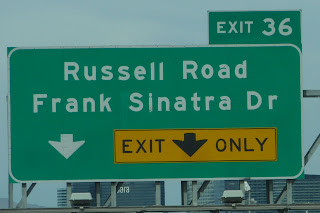 EXIT 36
Russell Road
Frank Sinatra Dr
EXIT ONLY